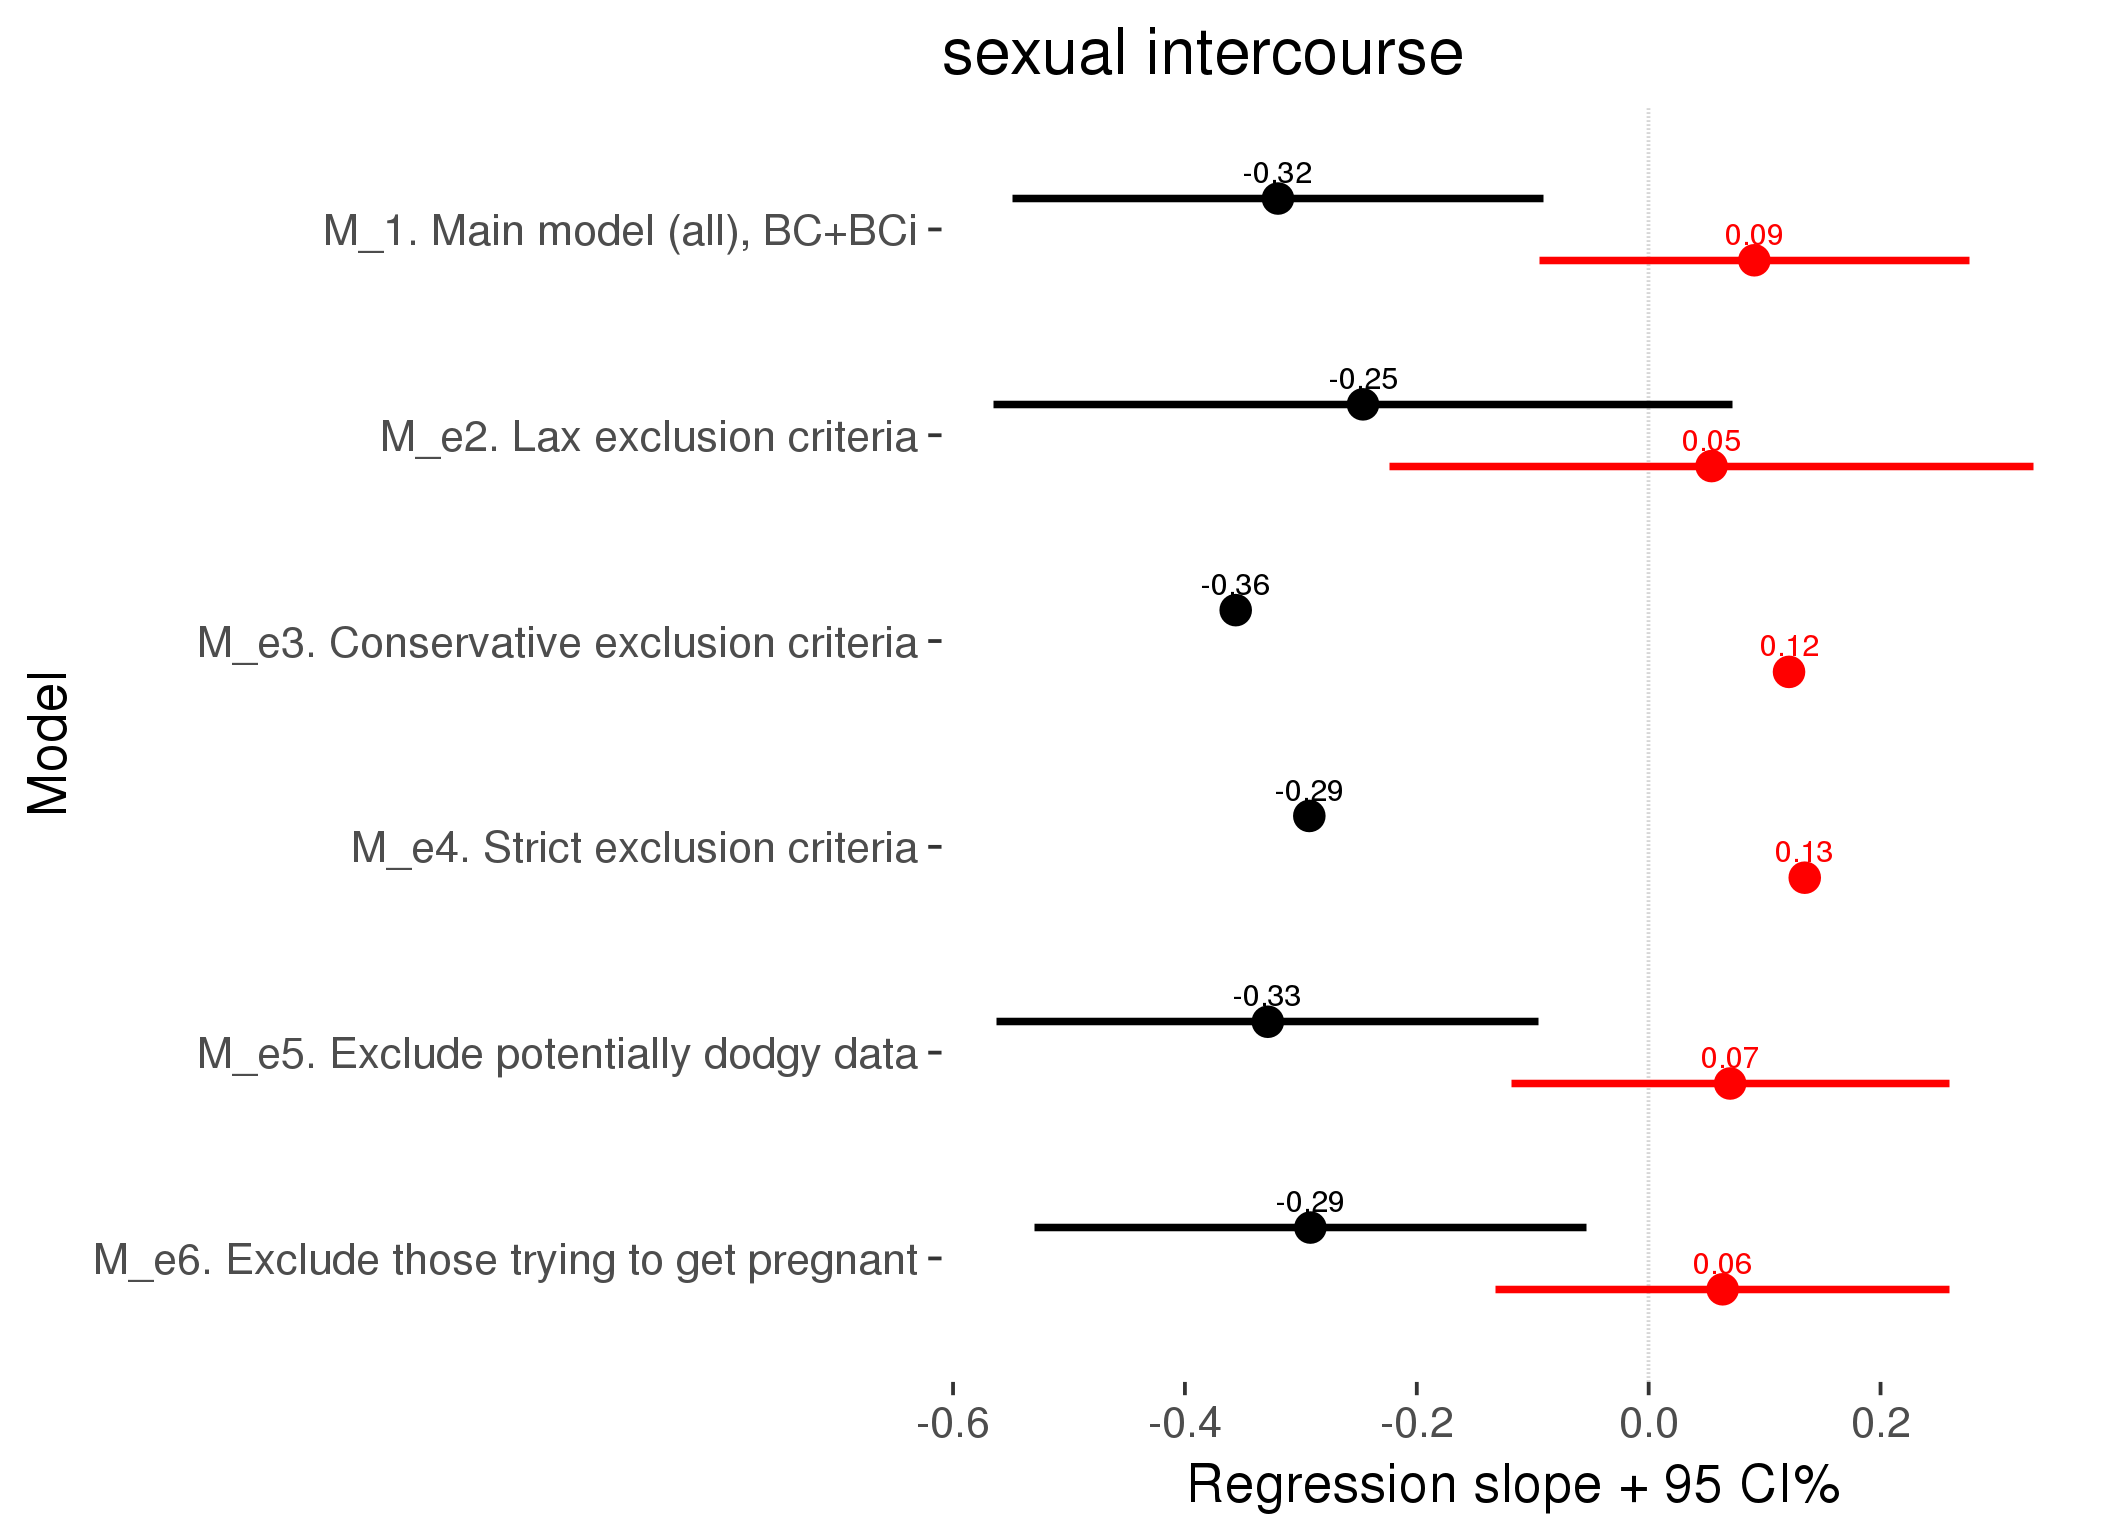 sexual intercourse
M_1. Main model (all), BC+BCi
-0.32
0.09
M_e2. Lax exclusion criteria
-0.25
0.05
M_e3. Conservative exclusion criteria
-0.36
0.12
M_e4. Strict exclusion criteria
-0.29
0.13
M_e5. Exclude potentially dodgy data
-0.33
0.07
M_e6. Exclude those trying to get pregnant
-0.29
0.06
Model
-0.6 -0.4 -0.2 0.0 0.2
Regression slope + 95 CI%